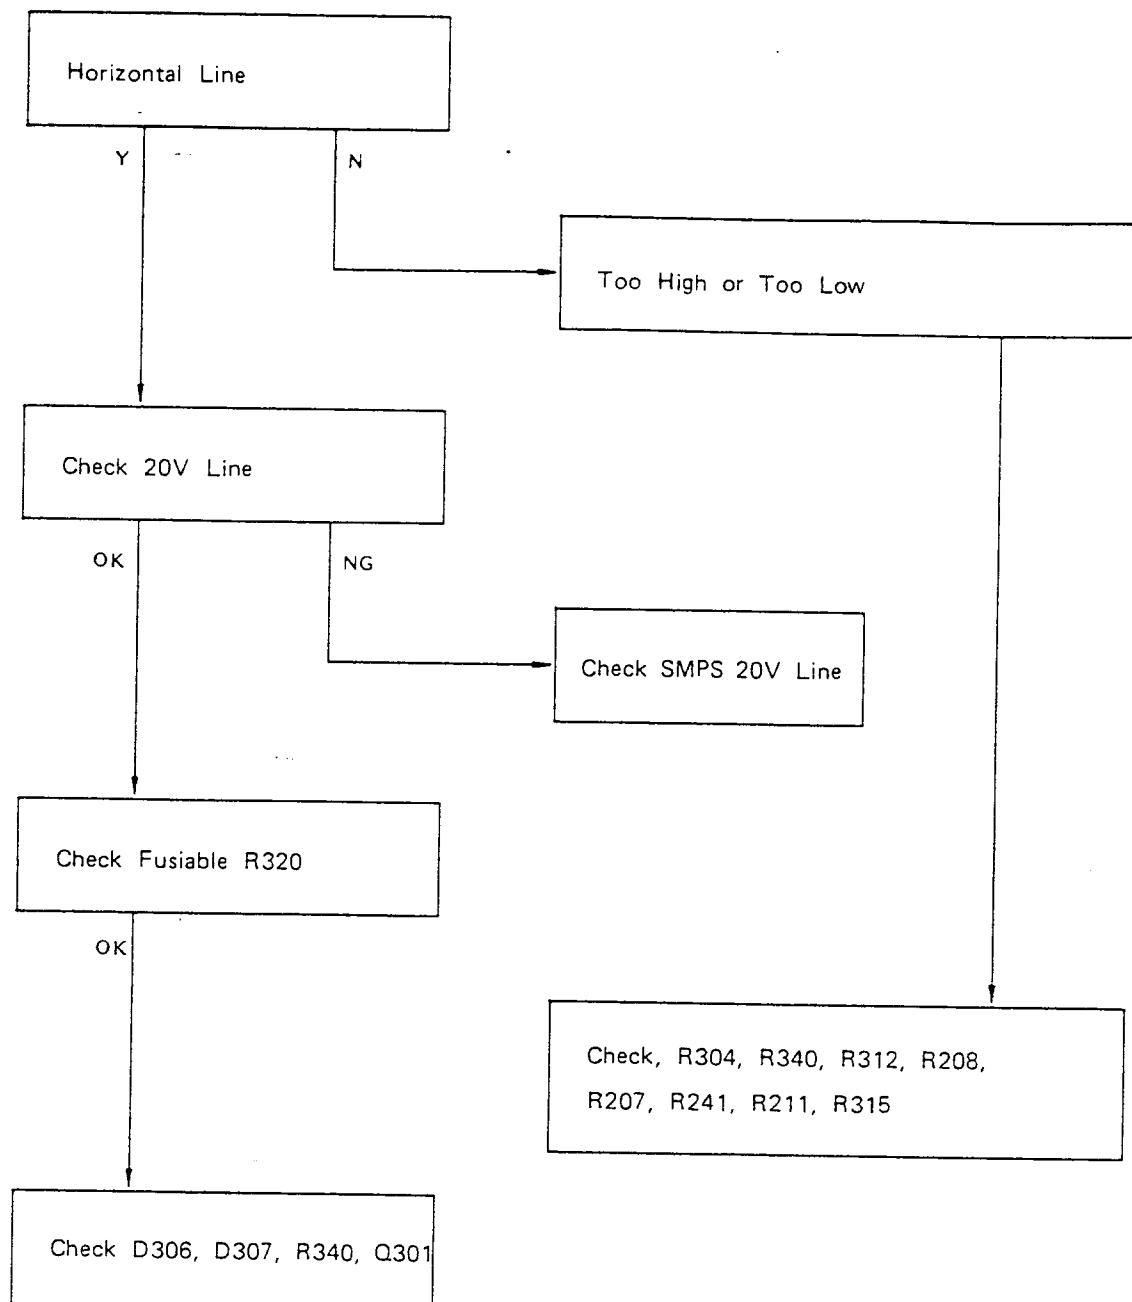 Horizontal Line
Y
N
Too High or Too Low
Check 20V Line
OK
NG
Check SMPS 20V Line
Check Fusiable R320
OK
Check, R304, R340, R312, R208,
R207, R241, R211, R315
Check D306, D307, R340, Q301